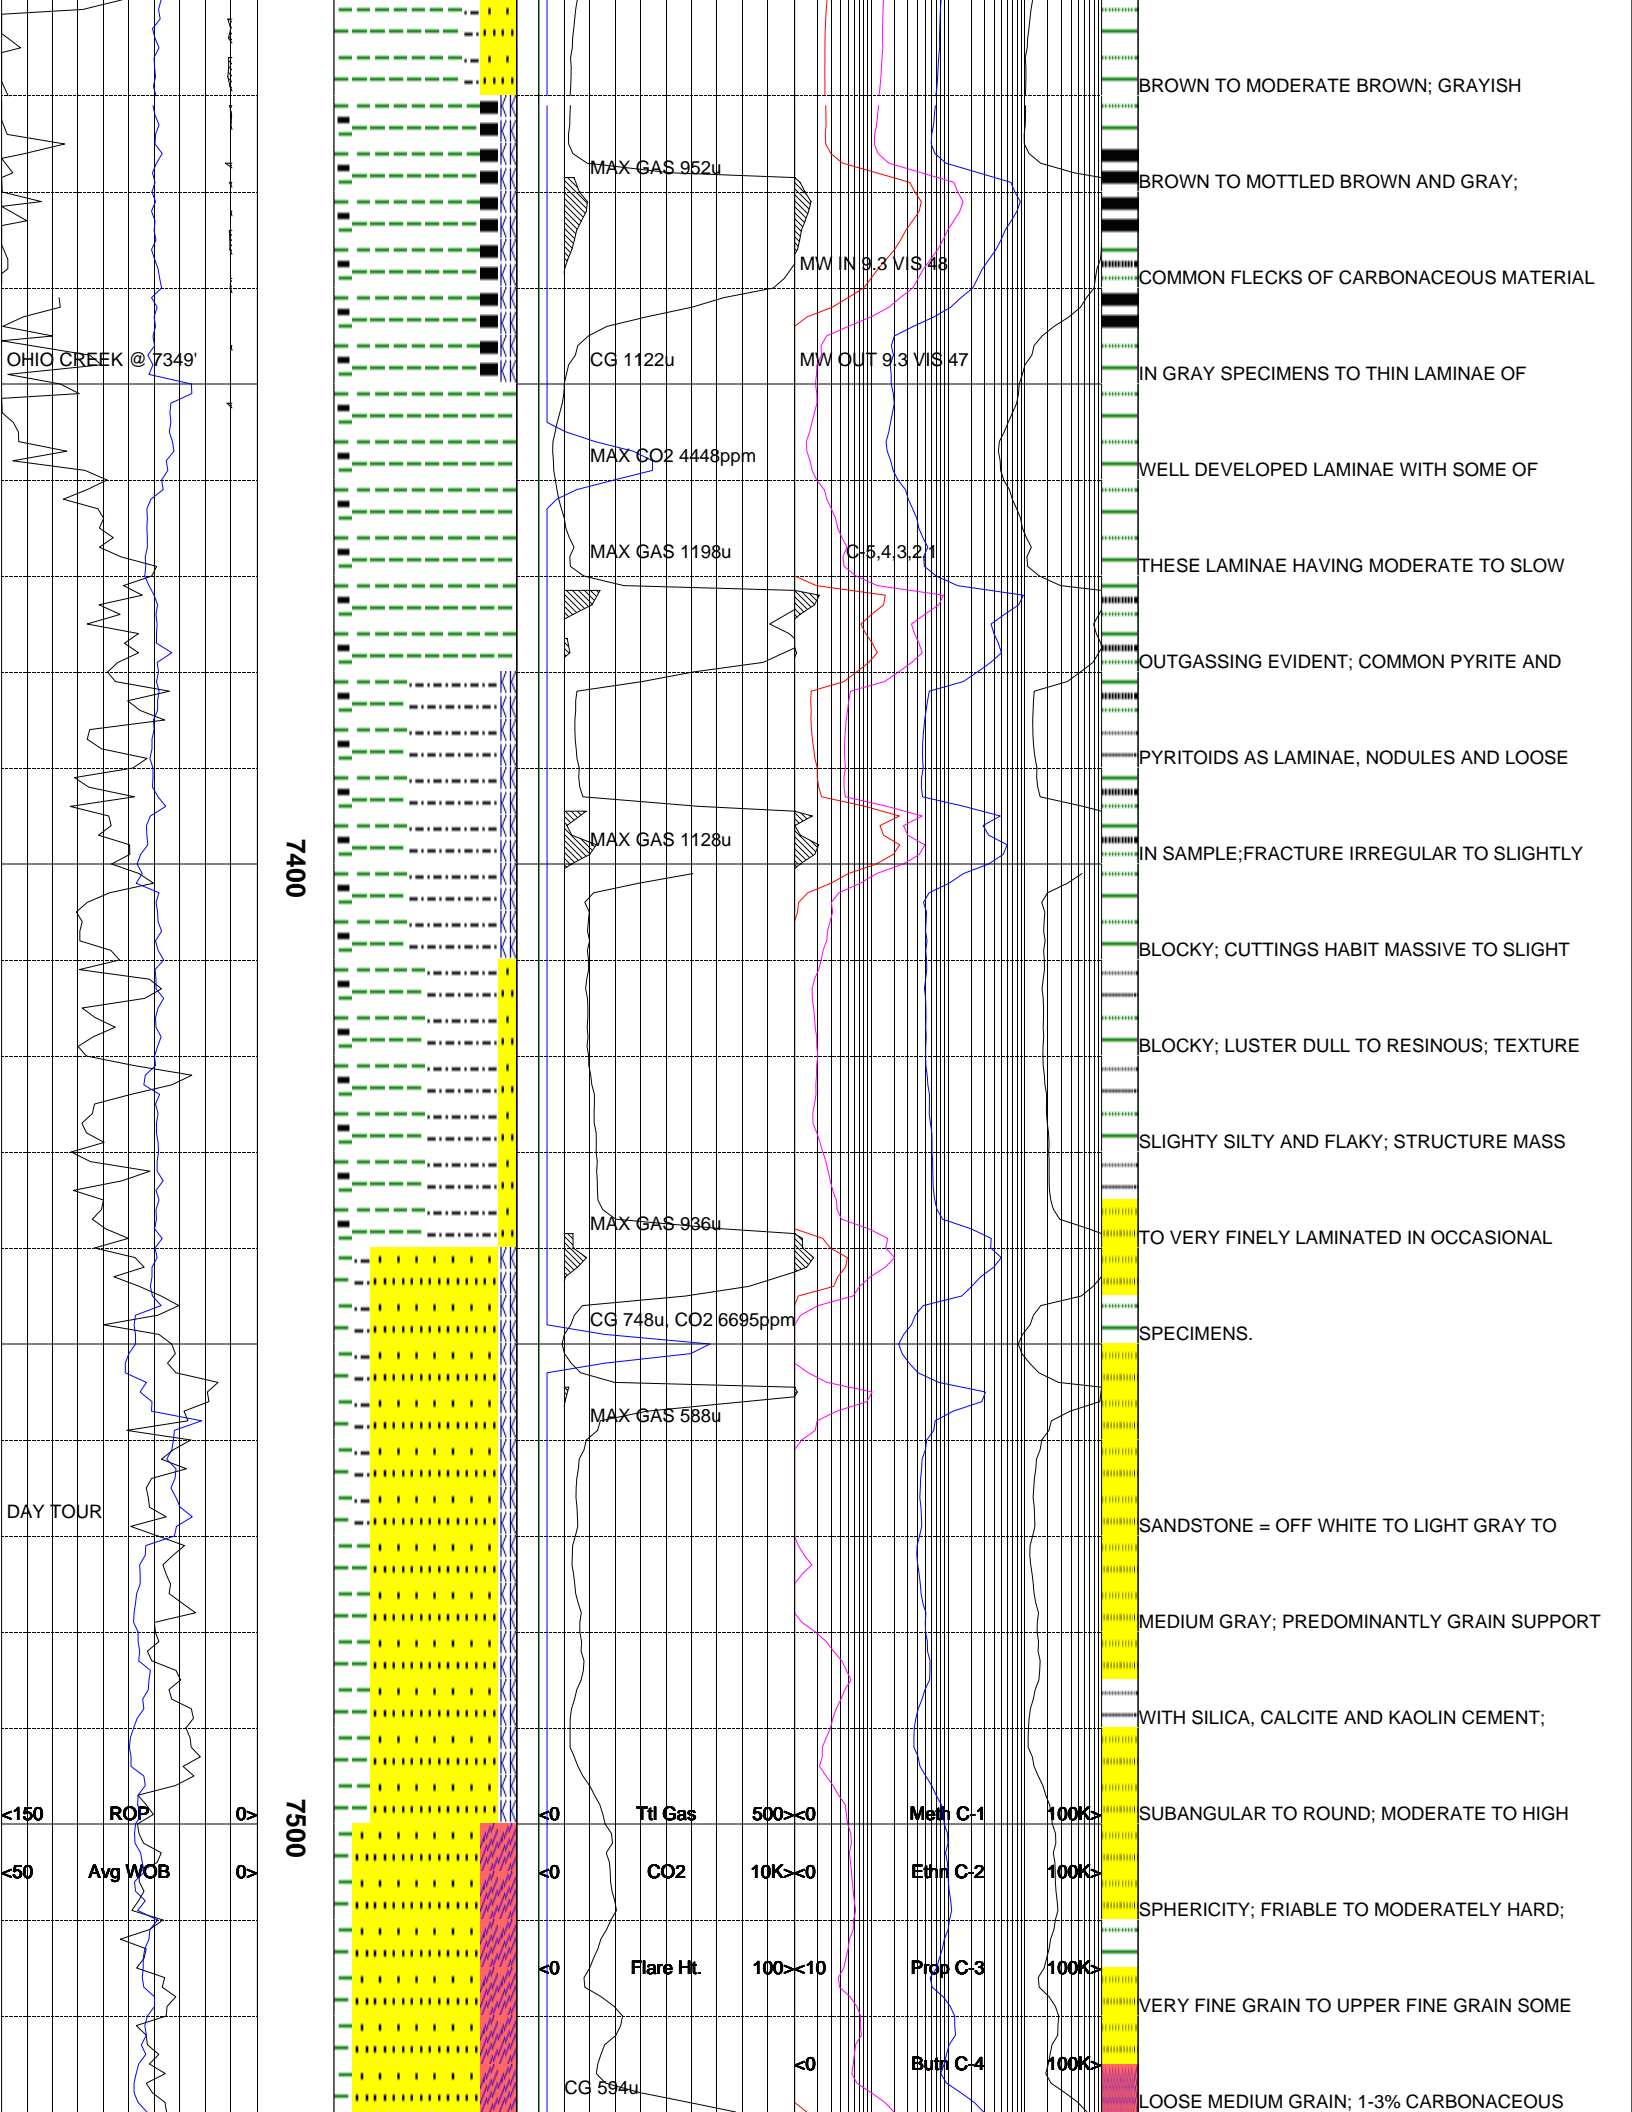 BROWN TO MODERATE BROWN; GRAYISH
MAX GAS 952u
BROWN TO MOTTLED BROWN AND GRAY;
MW IN 9.3 VIS 48
COMMON FLECKS OF CARBONACEOUS MATERIAL
OHIO CREEK @ 7349'
CG 1122u
MW OUT 9.3 VIS 47
IN GRAY SPECIMENS TO THIN LAMINAE OF
MAX CO2 4448ppm
WELL DEVELOPED LAMINAE WITH SOME OF
MAX GAS 1198u
C-5,4,3,2,1
THESE LAMINAE HAVING MODERATE TO SLOW
OUTGASSING EVIDENT; COMMON PYRITE AND
PYRITOIDS AS LAMINAE, NODULES AND LOOSE
MAX GAS 1128u
7400
IN SAMPLE;FRACTURE IRREGULAR TO SLIGHTLY
BLOCKY; CUTTINGS HABIT MASSIVE TO SLIGHT
BLOCKY; LUSTER DULL TO RESINOUS; TEXTURE
SLIGHTY SILTY AND FLAKY; STRUCTURE MASS
MAX GAS 936u
TO VERY FINELY LAMINATED IN OCCASIONAL
CG 748u, CO2 6695ppm
SPECIMENS.
MAX GAS 588u
DAY TOUR
SANDSTONE = OFF WHITE TO LIGHT GRAY TO
MEDIUM GRAY; PREDOMINANTLY GRAIN SUPPORT
WITH SILICA, CALCITE AND KAOLIN CEMENT;
<150 ROP 0>
7500
<0 Ttl Gas 500>
<0 Meth C-1 100K>
SUBANGULAR TO ROUND; MODERATE TO HIGH
<50 Avg WOB 0>
<0 CO2 10K>
<0 Ethn C-2 100K>
SPHERICITY; FRIABLE TO MODERATELY HARD;
<0 Flare Ht. 100>
<10 Prop C-3 100K>
VERY FINE GRAIN TO UPPER FINE GRAIN SOME
<0 Butn C-4 100K>
CG 594u
LOOSE MEDIUM GRAIN; 1-3% CARBONACEOUS